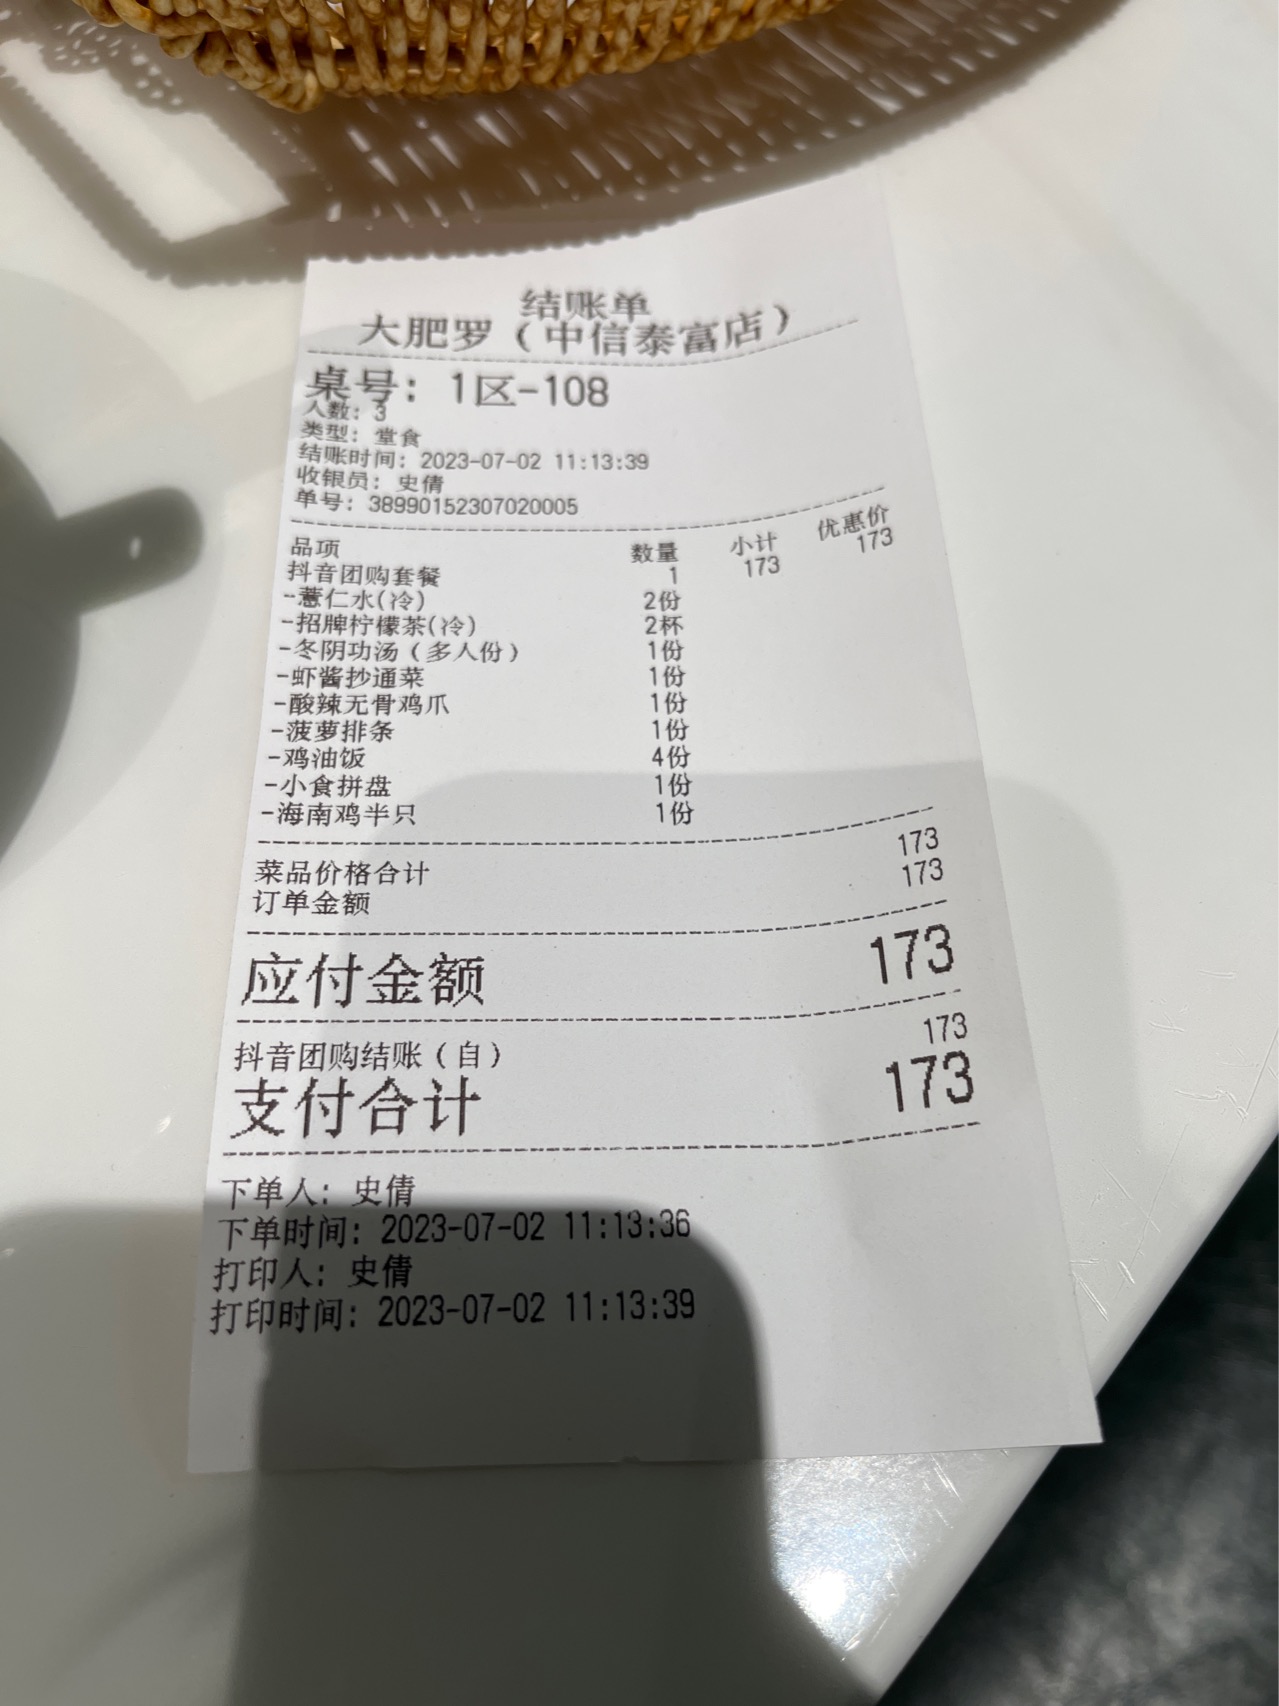 结账单
大肥罗（中信泰富店）
桌号： 1区-108
人数： 3
类型： 堂食
结账时间： 2023-07-02 11:13:39
收银员： 史倩
单号： 38990152307020005
品项 数量 小计 优惠价
抖音团购套餐 1 173 173
-薏仁水(冷) 2份
-招牌柠檬茶(冷) 2杯
-冬阴功汤（多人份） 1份
-虾酱抄通菜 1份
-酸辣无骨鸡爪 1份
-菠萝排条 1份
-鸡油饭 4份
-小食拼盘 1份
-海南鸡半只 1份
菜品价格合计 173
订单金额 173
应付金额 173
抖音团购结账（自） 173
支付合计 173
下单人： 史倩
下单时间： 2023-07-02 11:13:36
打印人： 史倩
打印时间： 2023-07-02 11:13:39